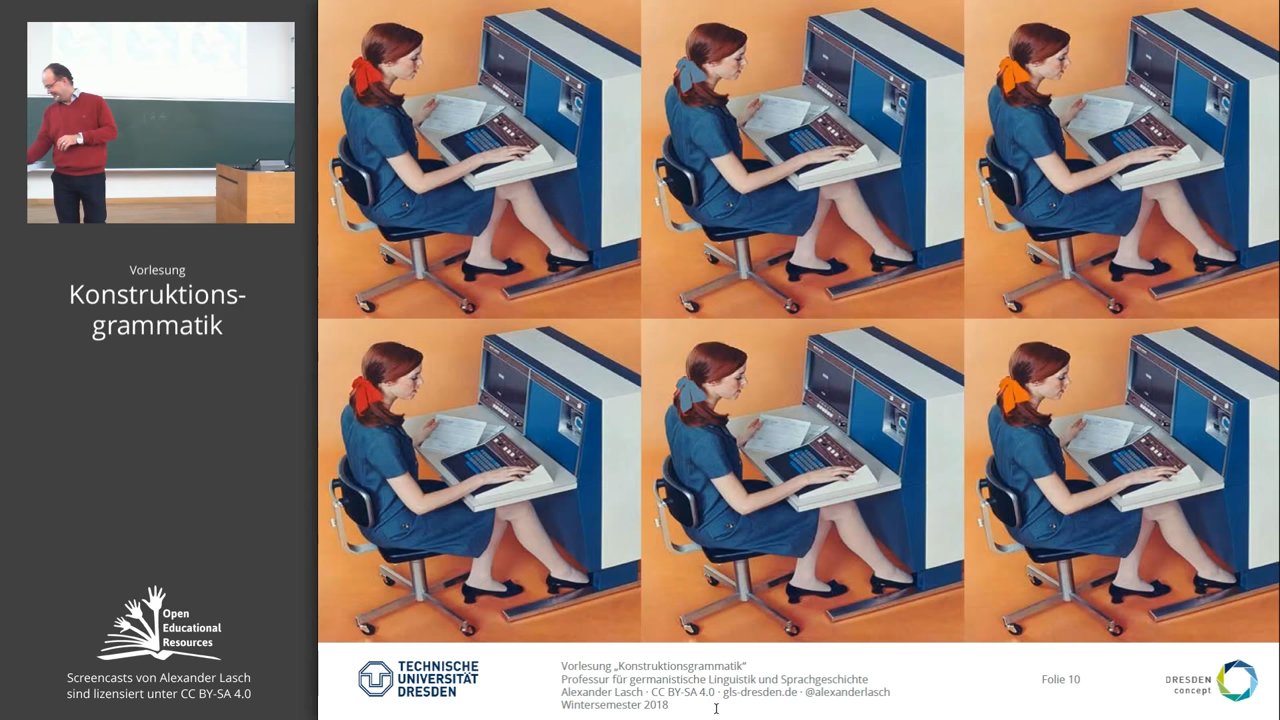 Vorlesung
Konstruktions-
grammatik
Open
Educational
Resources
Screencasts von Alexander Lasch
sind lizensiert unter CC BY-SA 4.0
TECHNISCHE
UNIVERSITÄT
DRESDEN
Vorlesung „Konstruktionsgrammatik“
Professur für germanistische Linguistik und Sprachgeschichte
Alexander Lasch · CC BY-SA 4.0 · gls-dresden.de · @alexanderlasch
Wintersemester 2018
Folie 10
DRESDEN
concept